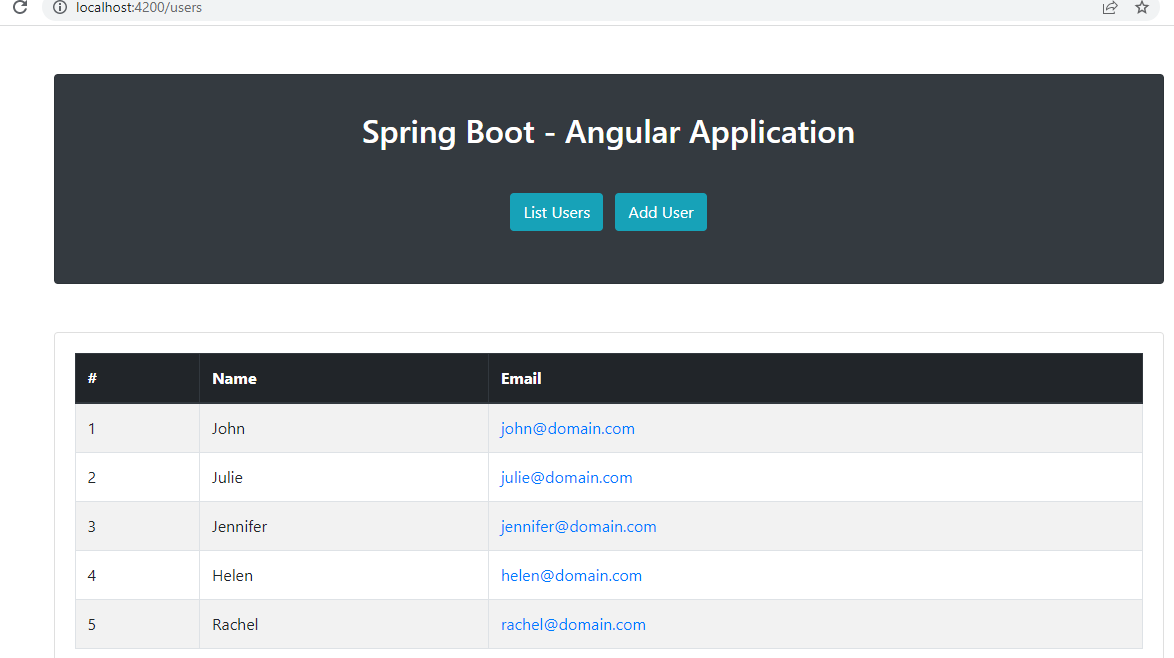 localhost:4200/users
Spring Boot - Angular Application
List Users Add User
# Name Email
1 John john@domain.com
2 Julie julie@domain.com
3 Jennifer jennifer@domain.com
4 Helen helen@domain.com
5 Rachel rachel@domain.com